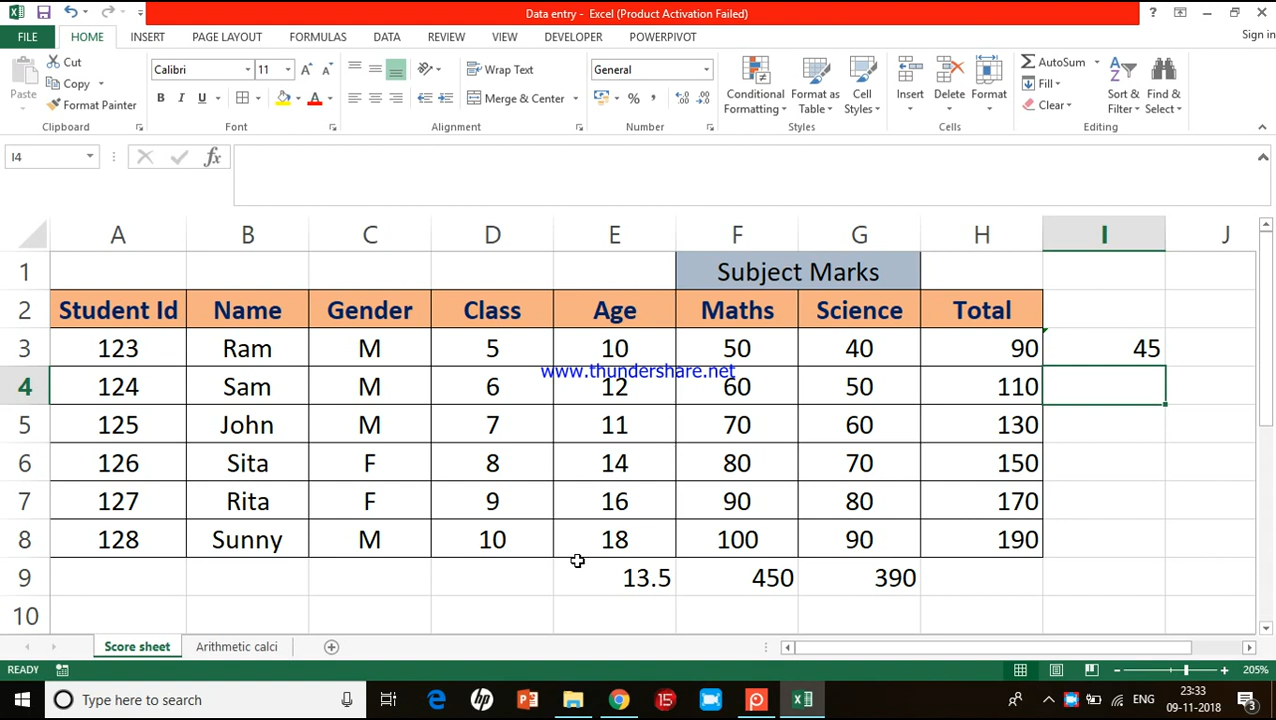 Data entry - Excel (Product Activation Failed)
?
FILE HOME INSERT PAGE LAYOUT FORMULAS DATA REVIEW VIEW DEVELOPER POWERPIVOT Sign in
Paste
Cut
Copy
Format Painter
Clipboard
Calibri 11
B I U
Font
Wrap Text
Merge & Center
Alignment
General
%
Number
Conditional Formatting
Format as Table
Cell Styles
Styles
Insert Delete Format
Cells
AutoSum
Fill
Clear
Sort & Filter
Find & Select
Editing
I4 fx
A B C D E F G H I J
1 Subject Marks
2 Student Id Name Gender Class Age Maths Science Total
3 123 Ram M 5 10 50 40 90 45
www.thundershare.net
4 124 Sam M 6 12 60 50 110
5 125 John M 7 11 70 60 130
6 126 Sita F 8 14 80 70 150
7 127 Rita F 9 16 90 80 170
8 128 Sunny M 10 18 100 90 190
9 13.5 450 390
10
Score sheet Arithmetic calci
READY 205%
Type here to search
hp
15
ENG
23:33
09-11-2018
3